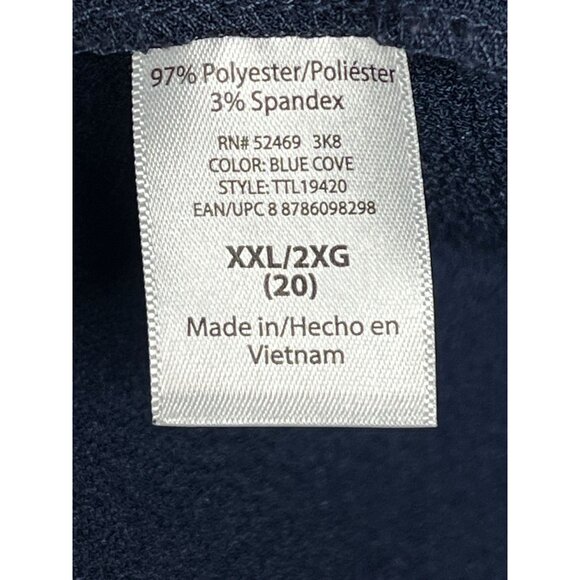 97% Polyester/Poliéster
3% Spandex
RN# 52469 3K8
COLOR: BLUE COVE
STYLE: TTL19420
EAN/UPC 8 8786098298
XXL/2XG
(20)
Made in/Hecho en
Vietnam